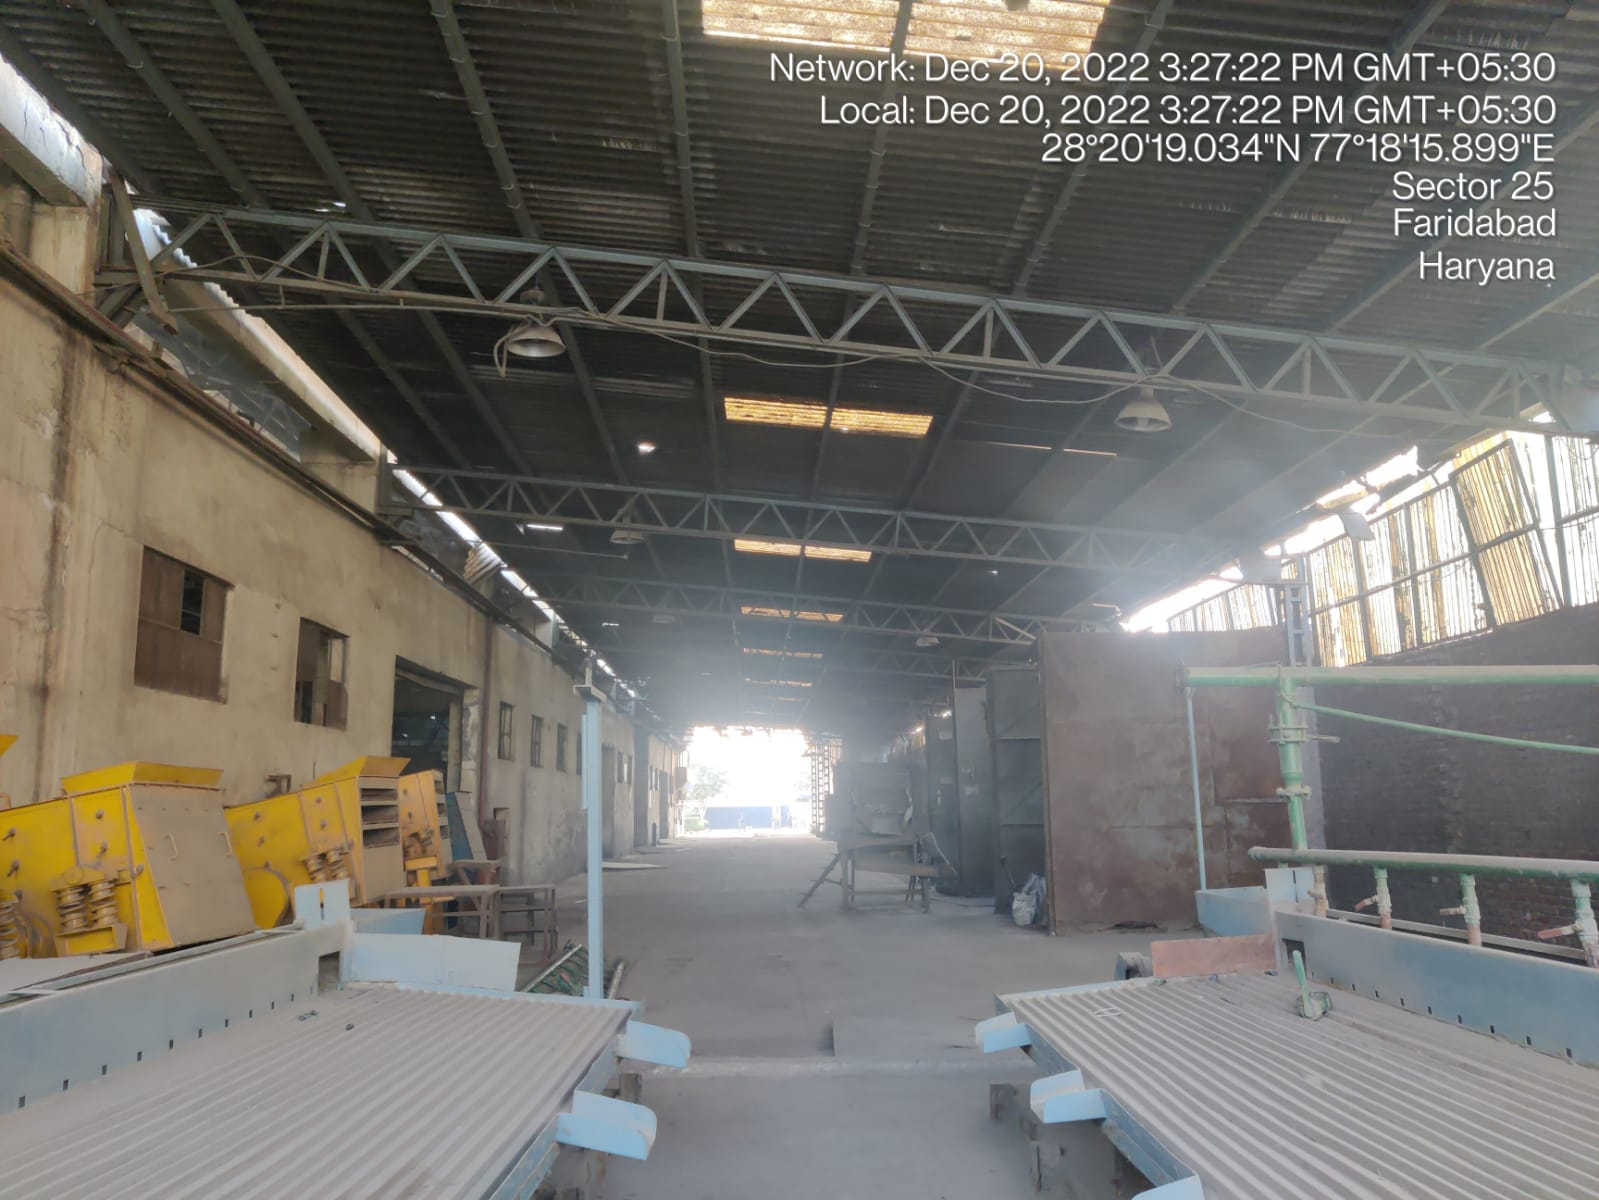 Network: Dec 20, 2022 3:27:22 PM GMT+05:30
Local: Dec 20, 2022 3:27:22 PM GMT+05:30
28°20'19.034"N 77°18'15.899"E
Sector 25
Faridabad
Haryana